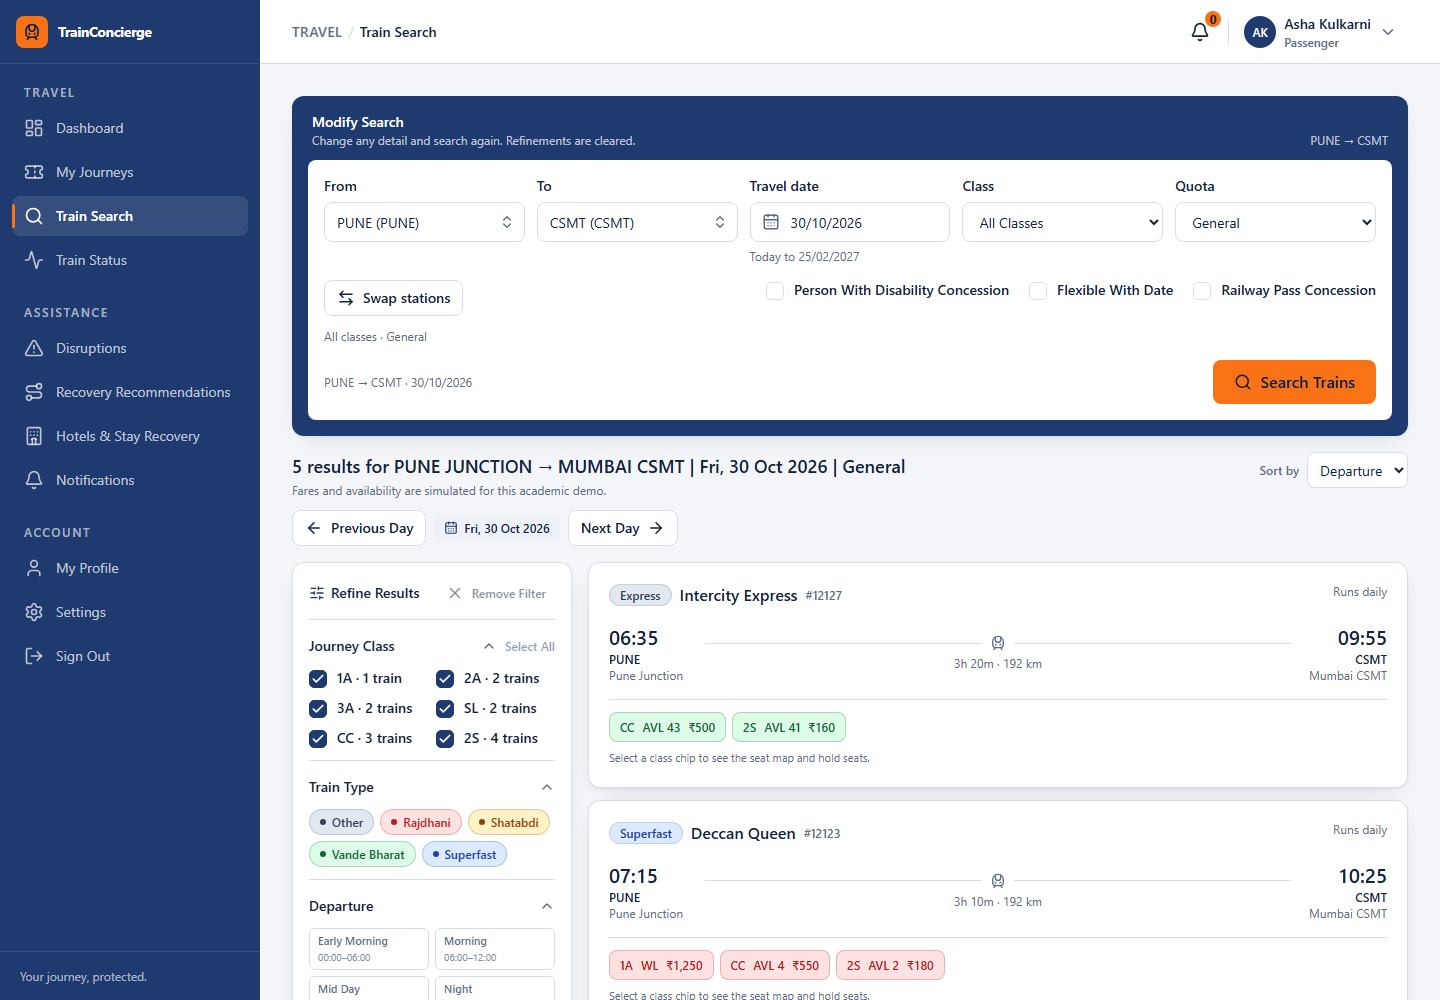 TrainConcierge
TRAVEL
Dashboard
My Journeys
Train Search
Train Status
ASSISTANCE
Disruptions
Recovery Recommendations
Hotels & Stay Recovery
Notifications
ACCOUNT
My Profile
Settings
Sign Out
Your journey, protected.
TRAVEL / Train Search
0
AK
Asha Kulkarni
Passenger
Modify Search
Change any detail and search again. Refinements are cleared.
PUNE → CSMT
From
To
Travel date
Class
Quota
PUNE (PUNE)
CSMT (CSMT)
30/10/2026
All Classes
General
Today to 25/02/2027
Swap stations
Person With Disability Concession
Flexible With Date
Railway Pass Concession
All classes · General
PUNE → CSMT · 30/10/2026
Search Trains
5 results for PUNE JUNCTION → MUMBAI CSMT | Fri, 30 Oct 2026 | General
Fares and availability are simulated for this academic demo.
Sort by
Departure
Previous Day
Fri, 30 Oct 2026
Next Day
Refine Results
Remove Filter
Journey Class
Select All
1A · 1 train
2A · 2 trains
3A · 2 trains
SL · 2 trains
CC · 3 trains
2S · 4 trains
Train Type
Other
Rajdhani
Shatabdi
Vande Bharat
Superfast
Departure
Early Morning
00:00–06:00
Morning
06:00–12:00
Mid Day
Night
Express
Intercity Express #12127
Runs daily
06:35
PUNE
Pune Junction
3h 20m · 192 km
09:55
CSMT
Mumbai CSMT
CC AVL 43 ₹500
2S AVL 41 ₹160
Select a class chip to see the seat map and hold seats.
Superfast
Deccan Queen #12123
Runs daily
07:15
PUNE
Pune Junction
3h 10m · 192 km
10:25
CSMT
Mumbai CSMT
1A WL ₹1,250
CC AVL 4 ₹550
2S AVL 2 ₹180
Select a class chip to see the seat map and hold seats.